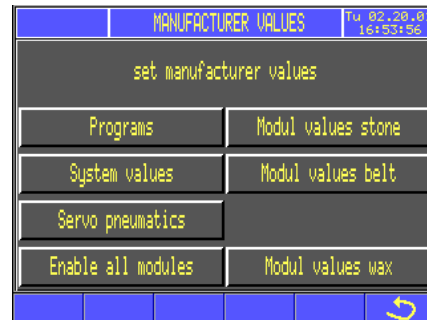 MANUFACTURER VALUES
Tu 02.20.0
16:53:56
set manufacturer values
Programs
Modul values stone
System values
Modul values belt
Servo pneumatics
Enable all modules
Modul values wax